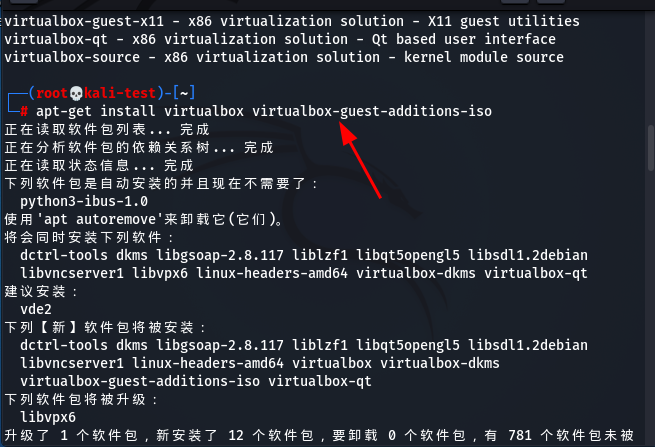 virtualbox-guest-x11 - x86 virtualization solution - X11 guest utilities
virtualbox-qt - x86 virtualization solution - Qt based user interface
virtualbox-source - x86 virtualization solution - kernel module source
┌──(root💀kali-test)-[~]
└─# apt-get install virtualbox virtualbox-guest-additions-iso
正在读取软件包列表... 完成
正在分析软件包的依赖关系树... 完成
正在读取状态信息... 完成
下列软件包是自动安装的并且现在不需要了：
python3-ibus-1.0
使用'apt autoremove'来卸载它(它们)。
将会同时安装下列软件：
dctrl-tools dkms libgsoap-2.8.117 liblzf1 libqt5opengl5 libsdl1.2debian
libvncserver1 libvpx6 linux-headers-amd64 virtualbox-dkms virtualbox-qt
建议安装：
vde2
下列【新】软件包将被安装：
dctrl-tools dkms libgsoap-2.8.117 liblzf1 libqt5opengl5 libsdl1.2debian
libvncserver1 linux-headers-amd64 virtualbox virtualbox-dkms
virtualbox-guest-additions-iso virtualbox-qt
下列软件包将被升级：
libvpx6
升级了 1 个软件包，新安装了 12 个软件包，要卸载 0 个软件包，有 781 个软件包未被